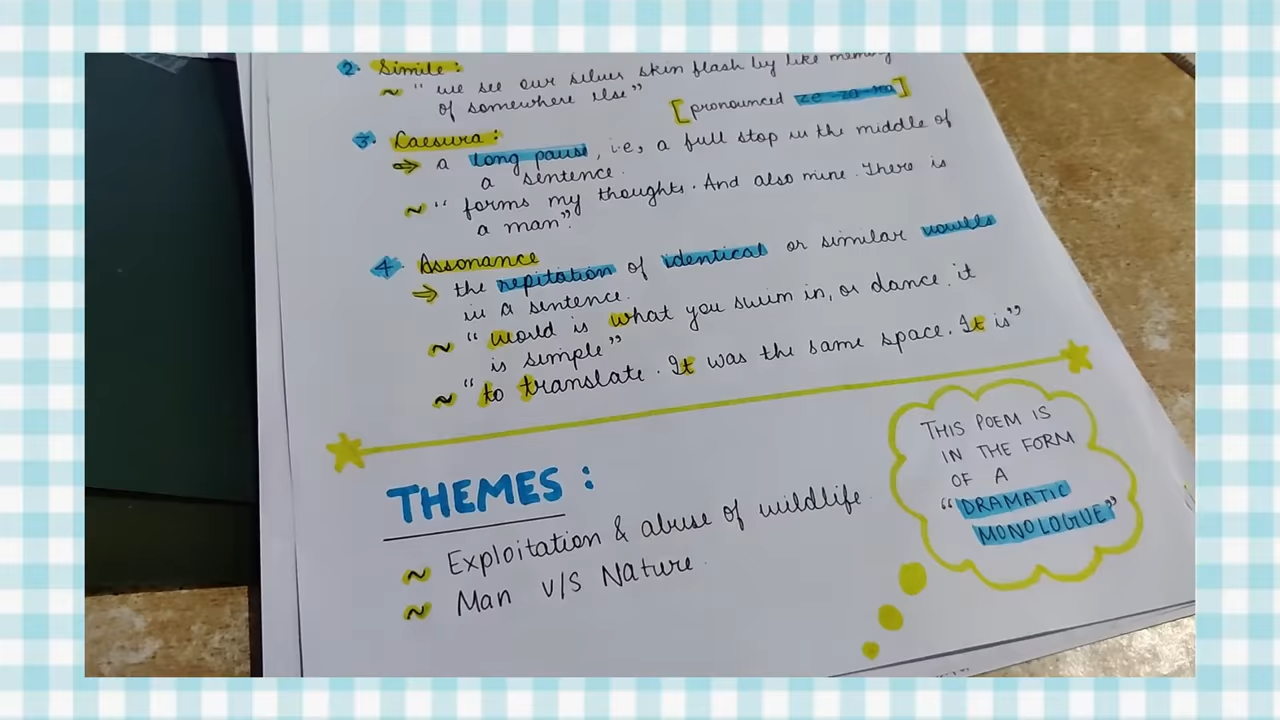 2. Simile :
~ " we see our silver skin flash by like memory
of somewhere else"
[pronounced ze-za-rea]
3. Caesura :
⇒ a long pause, i.e, a full stop in the middle of
a sentence.
~ " forms my thoughts. And also mine. There is
a man".
4. Assonance
⇒ the repitation of identical or similar vowells
in a sentence.
~ " world is what you swim in, or dance. it
is simple"
~ " to translate. It was the same space. It is"
THEMES :
~ Exploitation & abuse of wildlife.
~ Man v/s Nature.
THIS POEM IS
IN THE FORM
OF A
"DRAMATIC
MONOLOGUE"